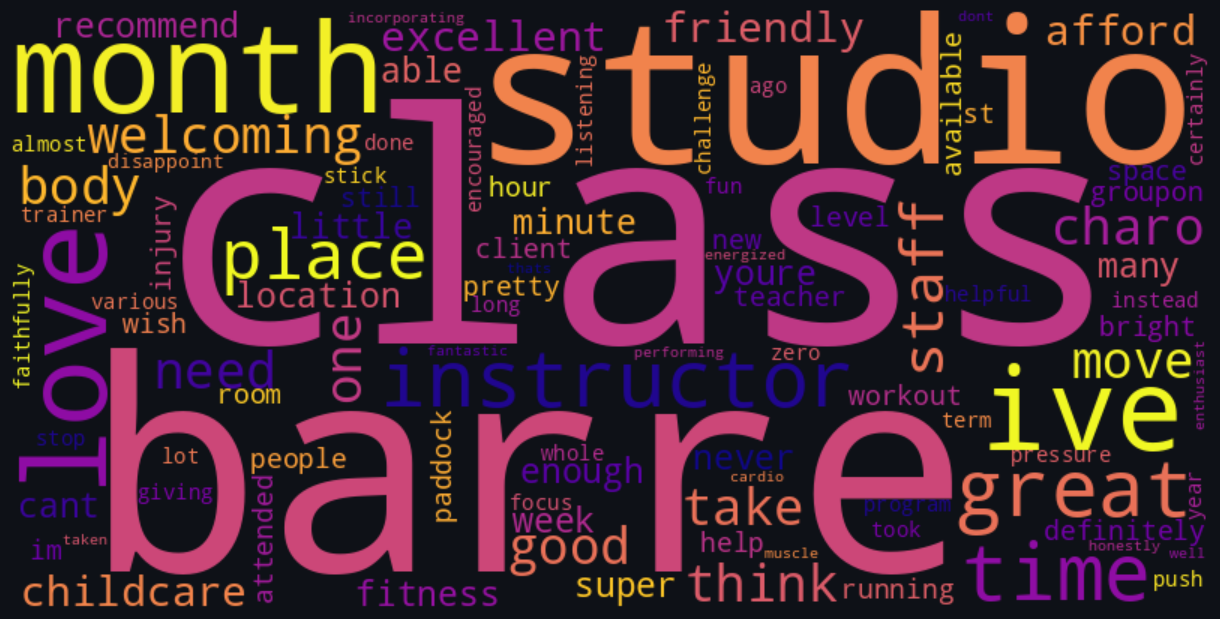 recommend
incorporating
excellent
friendly
dont
afford
month
able
studio
available
certainly
almost
welcoming
done
encouraged
listening
challenge
ago
st
disappoint
body
stick
hour
fun
space
groupon
trainer
injury
still
little
class
minute
level
staff
charo
love
place
client
new
energized
youre
many
faithfully
various
location
thats
pretty
long
teacher
helpful
instead
wish
one
bright
need
fantastic
performing
zero
move
enthusiast
room
instructor
workout
ive
stop
barre
term
lot
people
paddock
whole
enough
never
pressure
cant
giving
attended
focus
cardio
take
program
great
year
week
im
taken
good
help
muscle
took
definitely
honestly
well
childcare
fitness
super
think
running
time
push